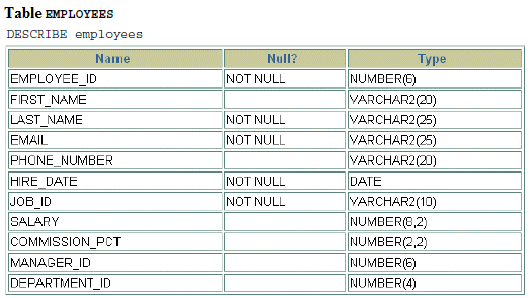 Table EMPLOYEES
DESCRIBE employees
Name Null? Type
EMPLOYEE_ID NOT NULL NUMBER(6)
FIRST_NAME VARCHAR2(20)
LAST_NAME NOT NULL VARCHAR2(25)
EMAIL NOT NULL VARCHAR2(25)
PHONE_NUMBER VARCHAR2(20)
HIRE_DATE NOT NULL DATE
JOB_ID NOT NULL VARCHAR2(10)
SALARY NUMBER(8,2)
COMMISSION_PCT NUMBER(2,2)
MANAGER_ID NUMBER(6)
DEPARTMENT_ID NUMBER(4)